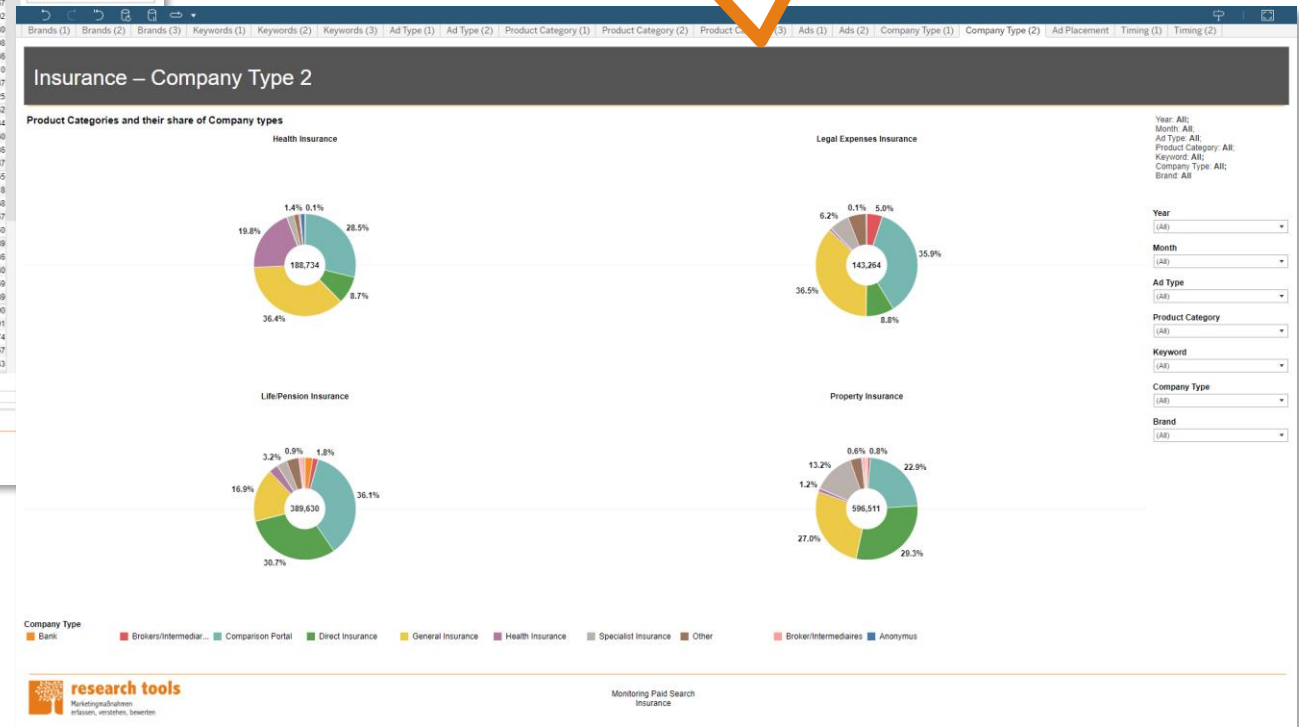 Brands (1) Brands (2) Brands (3) Keywords (1) Keywords (2) Keywords (3) Ad Type (1) Ad Type (2) Product Category (1) Product Category (2) Product (3) Ads (1) Ads (2) Company Type (1) Company Type (2) Ad Placement Timing (1) Timing (2)
Insurance – Company Type 2
Product Categories and their share of Company types
Health Insurance
1.4% 0.1%
19.8%
28.5%
188,734
8.7%
36.4%
Legal Expenses Insurance
0.1% 5.0%
6.2%
35.9%
143,264
36.5%
8.8%
Year: All;
Month: All;
Ad Type: All;
Product Category: All;
Keyword: All;
Company Type: All;
Brand: All
Year
(All)
Month
(All)
Ad Type
(All)
Product Category
(All)
Keyword
(All)
Company Type
(All)
Brand
(All)
Life/Pension Insurance
0.9% 1.8%
3.2%
16.9%
36.1%
389,630
30.7%
Property Insurance
0.6% 0.8%
13.2%
22.9%
1.2%
596,511
27.0%
29.3%
Company Type
Bank Brokers/Intermediar... Comparison Portal Direct Insurance General Insurance Health Insurance Specialist Insurance Other Broker/Intermediaires Anonymus
research tools
Marketingmaßnahmen
erfassen, verstehen, bewerten
Monitoring Paid Search
Insurance